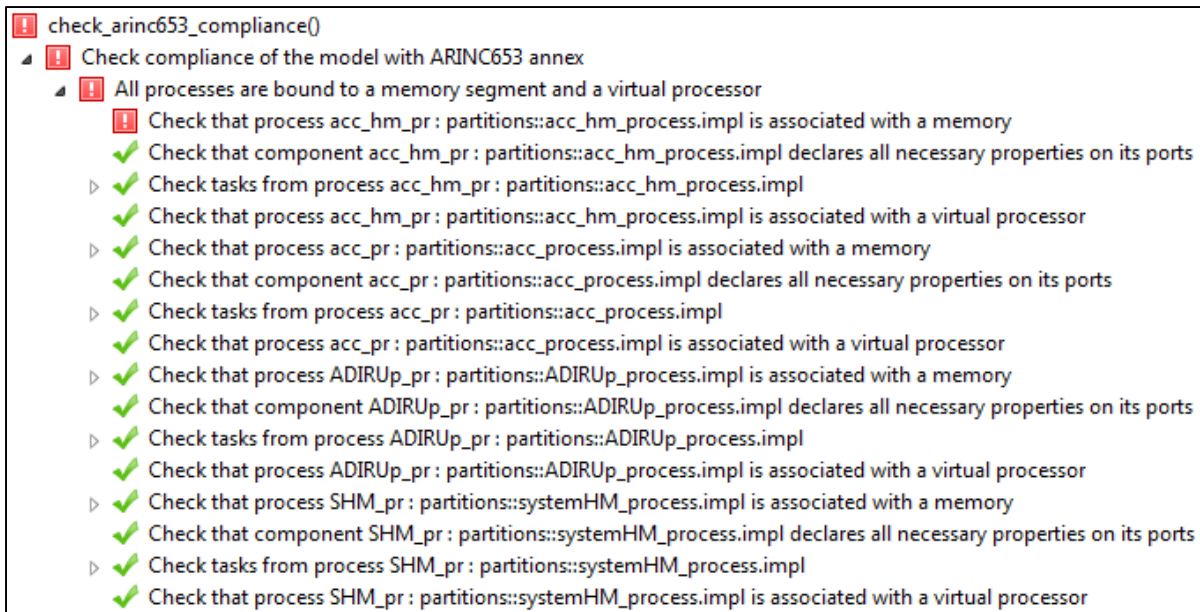 check_arinc653_compliance()
Check compliance of the model with ARINC653 annex
All processes are bound to a memory segment and a virtual processor
Check that process acc_hm_pr : partitions::acc_hm_process.impl is associated with a memory
Check that component acc_hm_pr : partitions::acc_hm_process.impl declares all necessary properties on its ports
Check tasks from process acc_hm_pr : partitions::acc_hm_process.impl
Check that process acc_hm_pr : partitions::acc_hm_process.impl is associated with a virtual processor
Check that process acc_pr : partitions::acc_process.impl is associated with a memory
Check that component acc_pr : partitions::acc_process.impl declares all necessary properties on its ports
Check tasks from process acc_pr : partitions::acc_process.impl
Check that process acc_pr : partitions::acc_process.impl is associated with a virtual processor
Check that process ADIRUp_pr : partitions::ADIRUp_process.impl is associated with a memory
Check that component ADIRUp_pr : partitions::ADIRUp_process.impl declares all necessary properties on its ports
Check tasks from process ADIRUp_pr : partitions::ADIRUp_process.impl
Check that process ADIRUp_pr : partitions::ADIRUp_process.impl is associated with a virtual processor
Check that process SHM_pr : partitions::systemHM_process.impl is associated with a memory
Check that component SHM_pr : partitions::systemHM_process.impl declares all necessary properties on its ports
Check tasks from process SHM_pr : partitions::systemHM_process.impl
Check that process SHM_pr : partitions::systemHM_process.impl is associated with a virtual processor